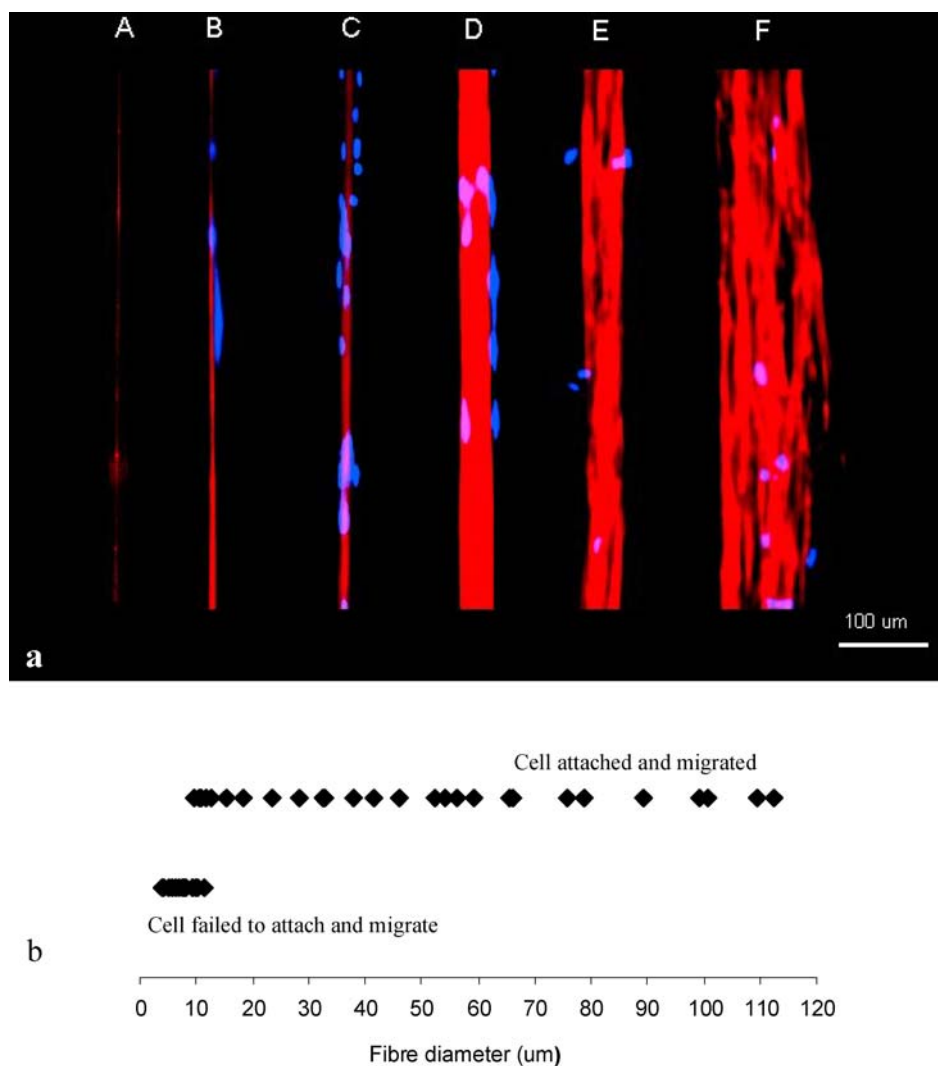 A B C D E F
100 um
a
Cell attached and migrated
Cell failed to attach and migrate
b
0 10 20 30 40 50 60 70 80 90 100 110 120
Fibre diameter (um)